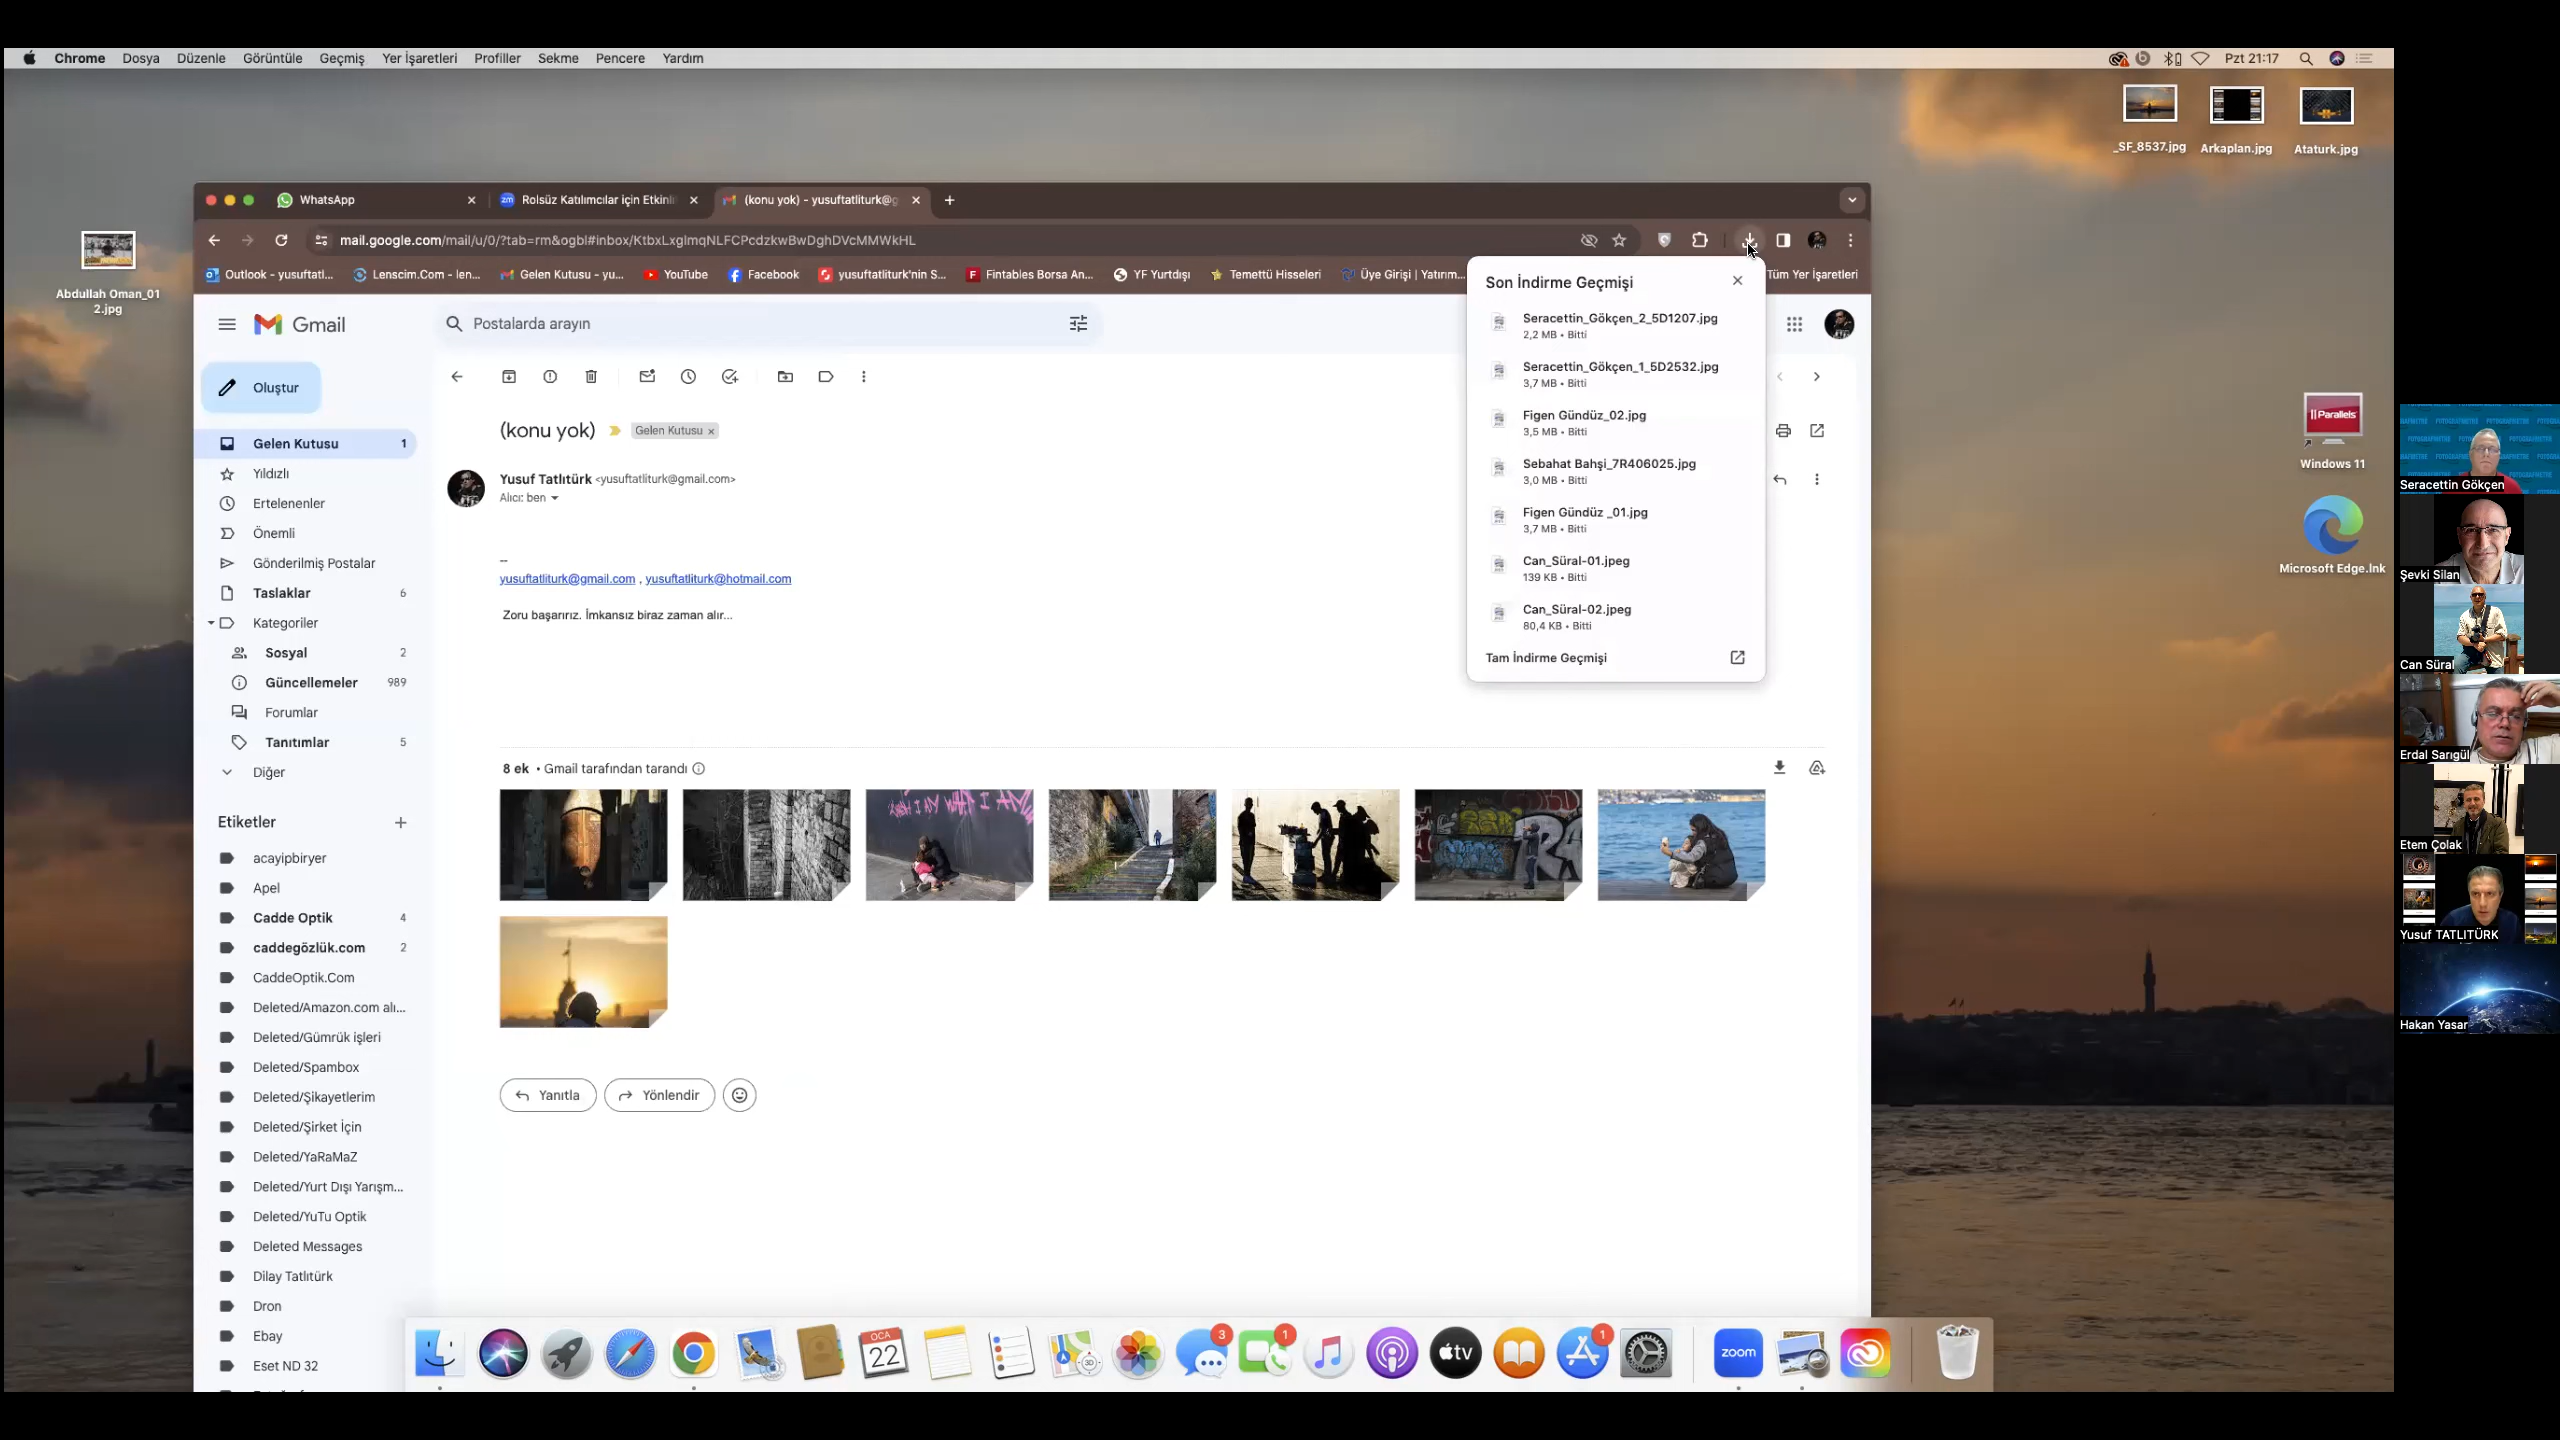 Chrome Dosya Düzenle Görüntüle Geçmiş Yer İşaretleri Profiller Sekme Pencere Yardım
Pzt 21:17
_SF_8537.jpg
Arkaplan.jpg
Ataturk.jpg
Abdullah Oman_01
2.jpg
Parallels
Windows 11
Microsoft Edge.lnk
WhatsApp
Rolsüz Katılımcılar için Etkinli
(konu yok) - yusuftatliturk@g
mail.google.com/mail/u/0/?tab=rm&ogbl#inbox/KtbxLxglmqNLFCPcdzkwBwDghDVcMMWkHL
Outlook - yusuftatl...
Lenscim.Com - len...
Gelen Kutusu - yu...
YouTube
Facebook
yusuftatliturk'nin S...
Fintables Borsa An...
YF Yurtdışı
Temettü Hisseleri
Üye Girişi | Yatırım...
Tüm Yer İşaretleri
Gmail
Postalarda arayın
Oluştur
Gelen Kutusu 1
Yıldızlı
Ertelenenler
Önemli
Gönderilmiş Postalar
Taslaklar 6
Kategoriler
Sosyal 2
Güncellemeler 989
Forumlar
Tanıtımlar 5
Diğer
Etiketler
acayipbiryer
Apel
Cadde Optik 4
caddegözlük.com 2
CaddeOptik.Com
Deleted/Amazon.com alı...
Deleted/Gümrük işleri
Deleted/Spambox
Deleted/Şikayetlerim
Deleted/Şirket İçin
Deleted/YaRaMaZ
Deleted/Yurt Dışı Yarışm...
Deleted/YuTu Optik
Deleted Messages
Dilay Tatlıtürk
Dron
Ebay
Eset ND 32
(konu yok)
Gelen Kutusu ×
Yusuf Tatlıtürk <yusuftatliturk@gmail.com>
Alıcı: ben
--
yusuftatliturk@gmail.com , yusuftatliturk@hotmail.com
Zoru başarırız. İmkansız biraz zaman alır...
8 ek • Gmail tarafından tarandı
Yanıtla
Yönlendir
Son İndirme Geçmişi
Seracettin_Gökçen_2_5D1207.jpg
2,2 MB • Bitti
Seracettin_Gökçen_1_5D2532.jpg
3,7 MB • Bitti
Figen Gündüz_02.jpg
3,5 MB • Bitti
Sebahat Bahşi_7R406025.jpg
3,0 MB • Bitti
Figen Gündüz _01.jpg
3,7 MB • Bitti
Can_Süral-01.jpeg
139 KB • Bitti
Can_Süral-02.jpeg
80,4 KB • Bitti
Tam İndirme Geçmişi
Seracettin Gökçen
Şevki Silan
Can Süral
Erdal Sarıgül
Etem Çolak
Yusuf TATLITÜRK
Hakan Yasar
OCA
22
3
1
tv
1
zoom